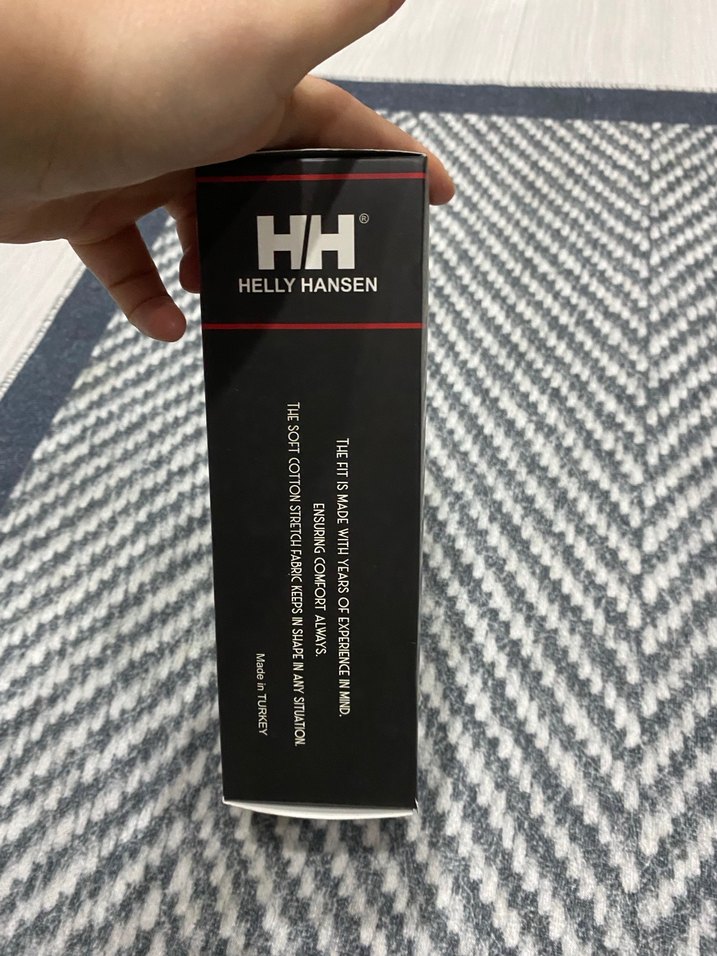 HH®
HELLY HANSEN
THE FIT IS MADE WITH YEARS OF EXPERIENCE IN MIND,
ENSURING COMFORT ALWAYS.
THE SOFT COTTON STRETCH FABRIC KEEPS IN SHAPE IN ANY SITUATION.
Made in TURKEY